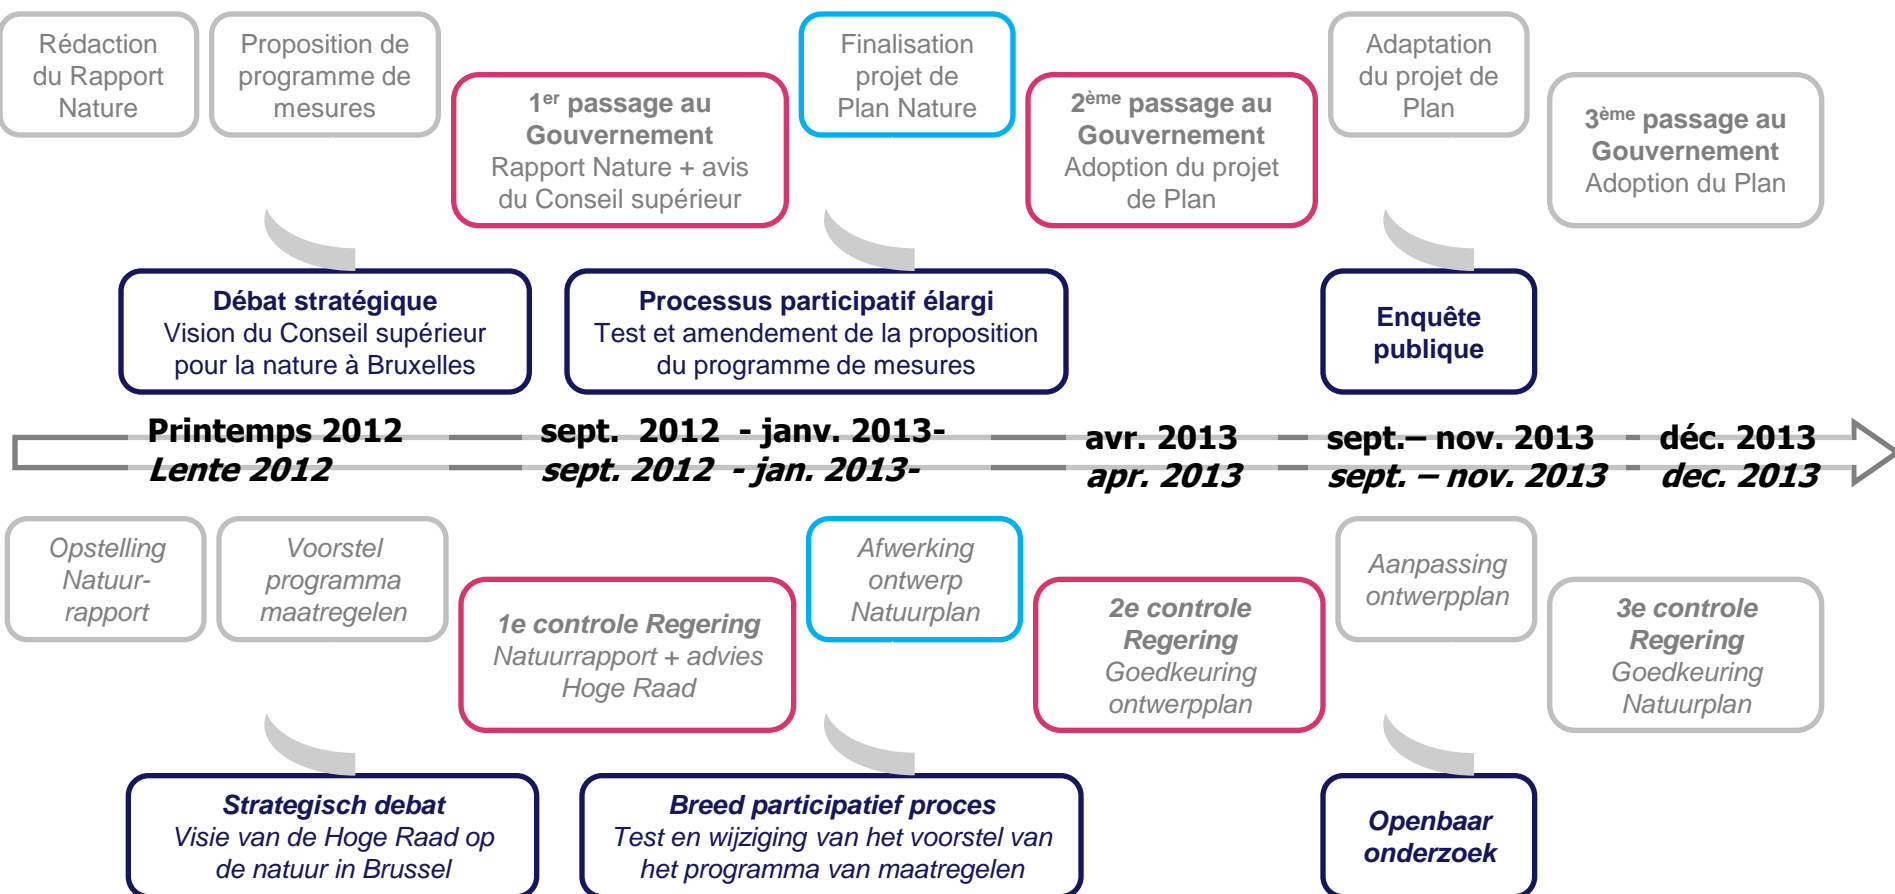 Rédaction
du Rapport
Nature
Proposition de
programme de
mesures
1er passage au
Gouvernement
Rapport Nature + avis
du Conseil supérieur
Finalisation
projet de
Plan Nature
2ème passage au
Gouvernement
Adoption du projet
de Plan
Adaptation
du projet de
Plan
3ème passage au
Gouvernement
Adoption du Plan
Débat stratégique
Vision du Conseil supérieur
pour la nature à Bruxelles
Processus participatif élargi
Test et amendement de la proposition
du programme de mesures
Enquête
publique
Printemps 2012
Lente 2012
sept. 2012 - janv. 2013-
sept. 2012 - jan. 2013-
avr. 2013
apr. 2013
sept.– nov. 2013
sept. – nov. 2013
déc. 2013
dec. 2013
Opstelling
Natuur-
rapport
Voorstel
programma
maatregelen
1e controle Regering
Natuurrapport + advies
Hoge Raad
Afwerking
ontwerp
Natuurplan
2e controle
Regering
Goedkeuring
ontwerpplan
Aanpassing
ontwerpplan
3e controle
Regering
Goedkeuring
Natuurplan
Strategisch debat
Visie van de Hoge Raad op
de natuur in Brussel
Breed participatief proces
Test en wijziging van het voorstel van
het programma van maatregelen
Openbaar
onderzoek